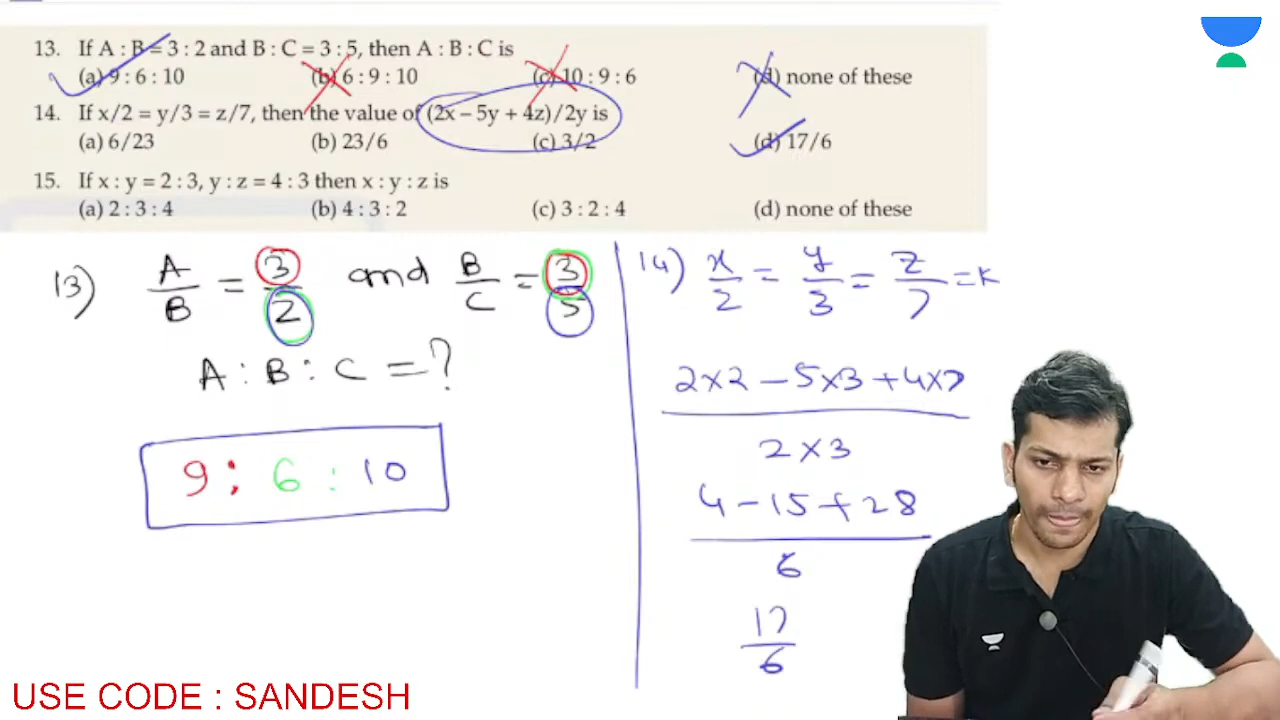 13. If A : B = 3 : 2 and B : C = 3 : 5, then A : B : C is
(a) 9 : 6 : 10 (b) 6 : 9 : 10 (c) 10 : 9 : 6 (d) none of these
14. If x/2 = y/3 = z/7, then the value of (2x – 5y + 4z)/2y is
(a) 6/23 (b) 23/6 (c) 3/2 (d) 17/6
15. If x : y = 2 : 3, y : z = 4 : 3 then x : y : z is
(a) 2 : 3 : 4 (b) 4 : 3 : 2 (c) 3 : 2 : 4 (d) none of these
13) A/B = 3/2 and B/C = 3/5
A : B : C = ?
9 : 6 : 10
14) x/2 = y/3 = z/7 = K
2×2 – 5×3 + 4×7
2×3
4 – 15 + 28
6
17
6
USE CODE : SANDESH